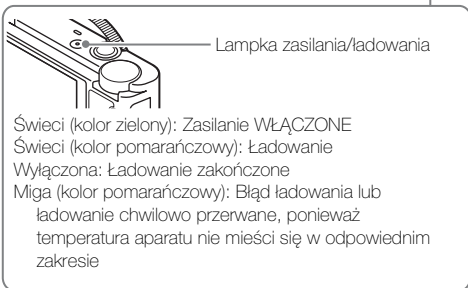 Lampka zasilania/ładowania
Świeci (kolor zielony): Zasilanie WŁĄCZONE
Świeci (kolor pomarańczowy): Ładowanie
Wyłączona: Ładowanie zakończone
Miga (kolor pomarańczowy): Błąd ładowania lub
ładowanie chwilowo przerwane, ponieważ
temperatura aparatu nie mieści się w odpowiednim
zakresie